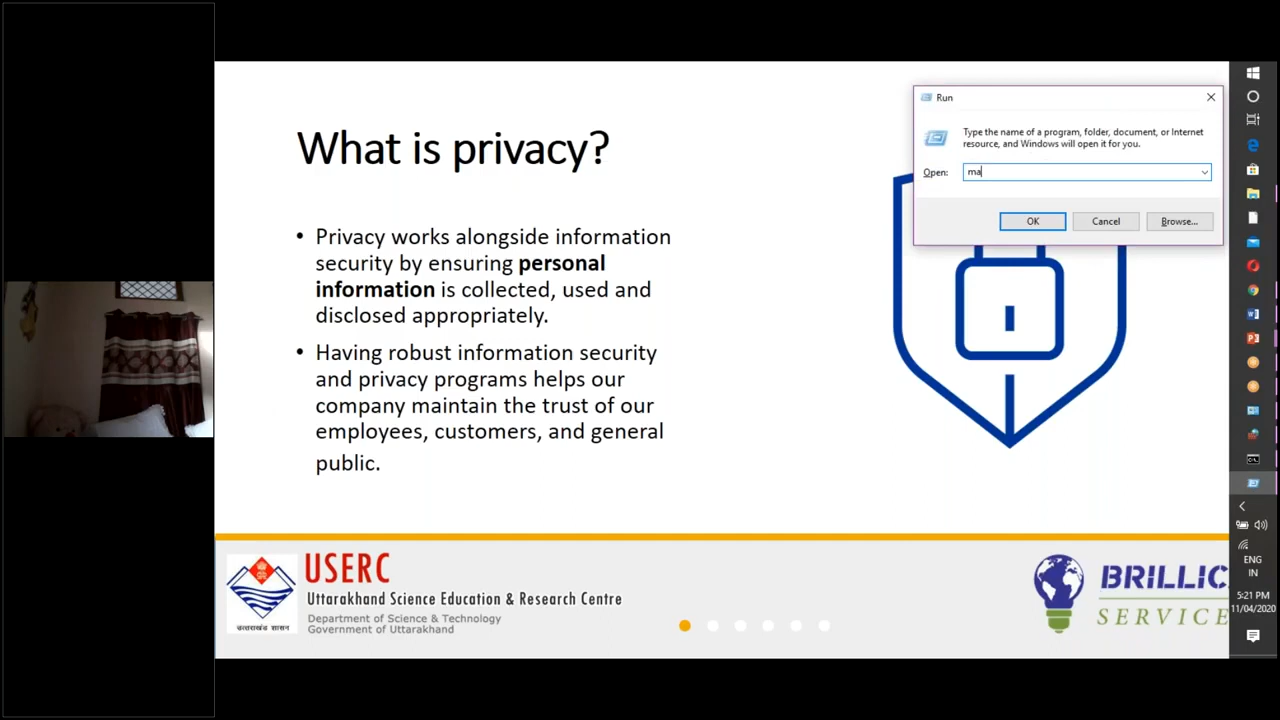 What is privacy?
• Privacy works alongside information
security by ensuring personal
information is collected, used and
disclosed appropriately.
• Having robust information security
and privacy programs helps our
company maintain the trust of our
employees, customers, and general
public.
Run
Type the name of a program, folder, document, or Internet
resource, and Windows will open it for you.
Open:
ma
OK
Cancel
Browse...
उत्तराखंड शासन
USERC
Uttarakhand Science Education & Research Centre
Department of Science & Technology
Government of Uttarakhand
BRILLIC
SERVICE
ENG
IN
5:21 PM
11/04/2020